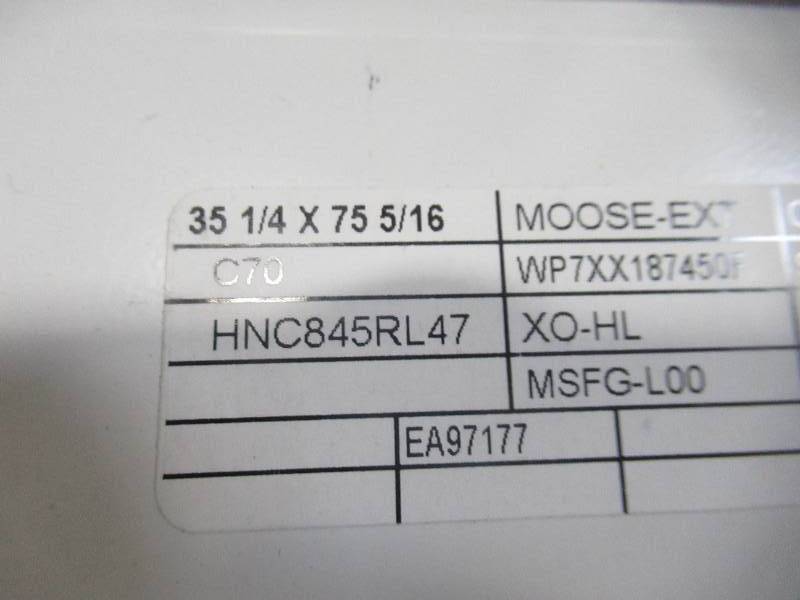 35 1/4 X 75 5/16 MOOSE-EXT
C70 WP7XX187450F
HNC845RL47 XO-HL
MSFG-L00
EA97177